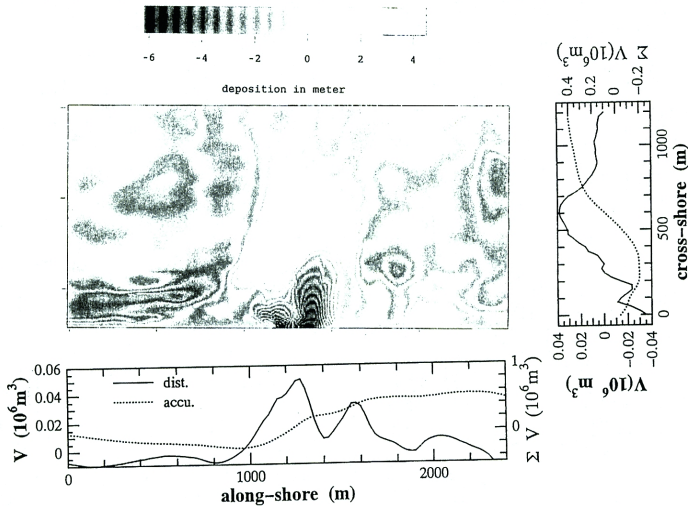 -6 -4 -2 0 2 4
deposition in meter
Σ V(10⁶m³)
0.4 0.2 0 -0.2
1000
500
0
cross-shore (m)
0.04 0.02 0 -0.02 -0.04
V(10⁶ m³)
0.06
0.04
0.02
0
V (10⁶m³)
dist.
accu.
1
0
Σ V (10⁶m³)
0 1000 2000
along-shore (m)